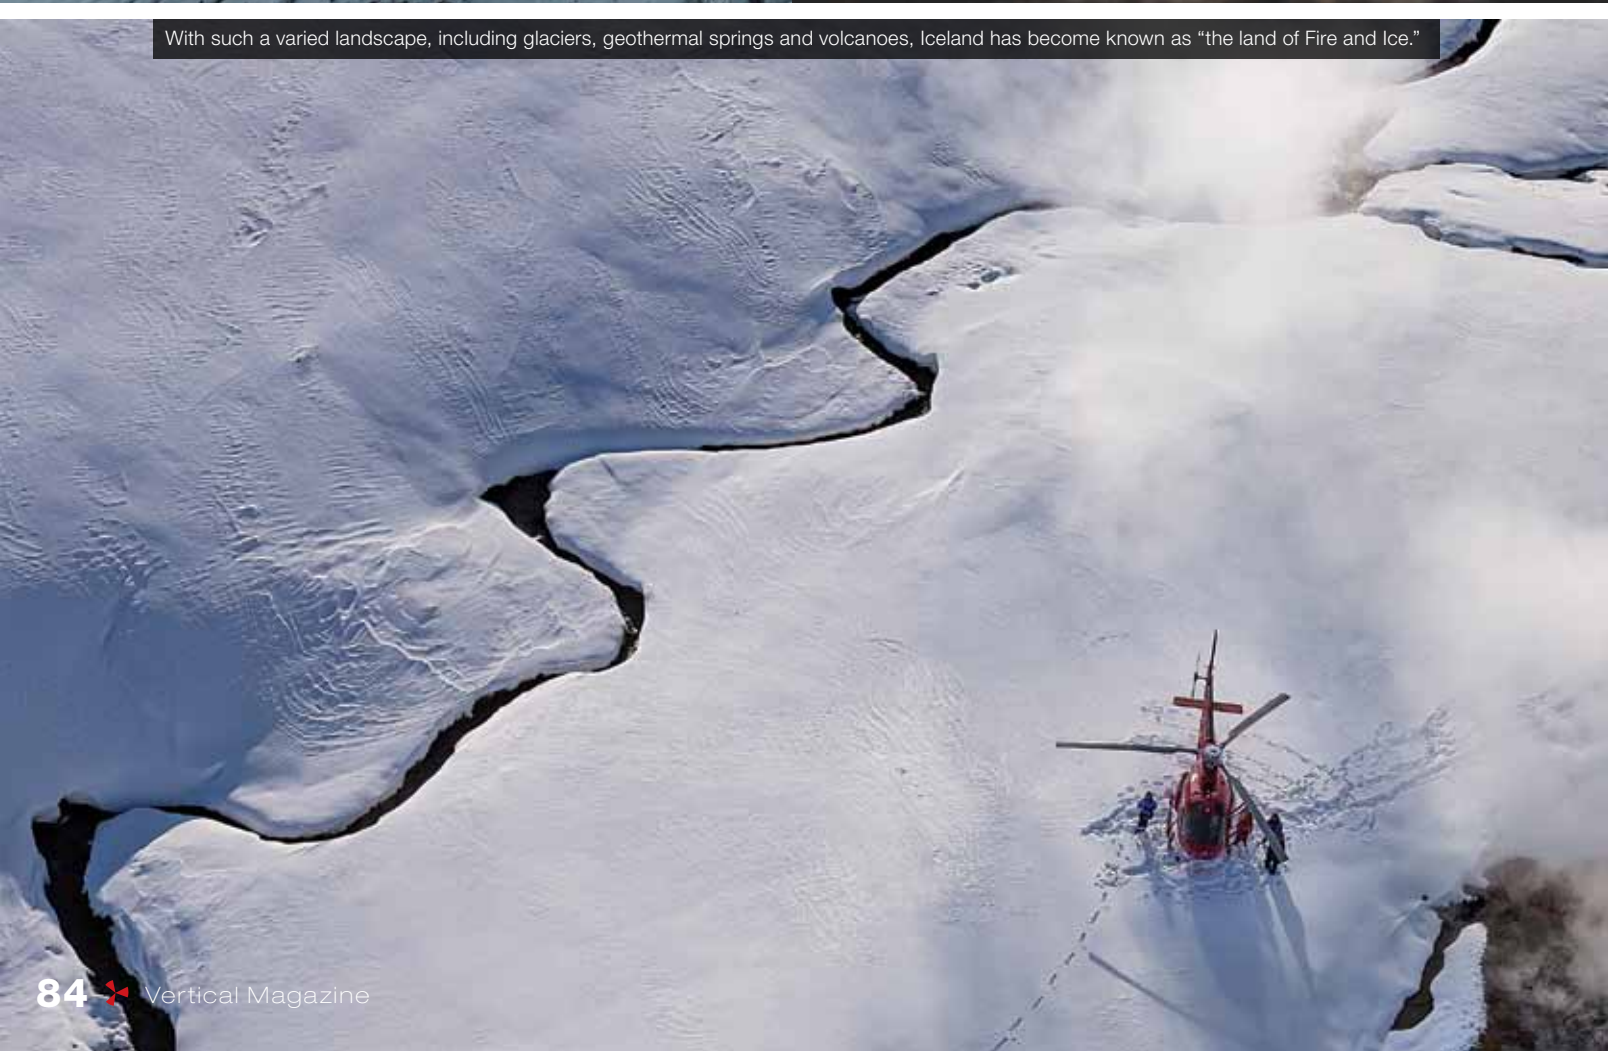 With such a varied landscape, including glaciers, geothermal springs and volcanoes, Iceland has become known as “the land of Fire and Ice.”
84 Vertical Magazine